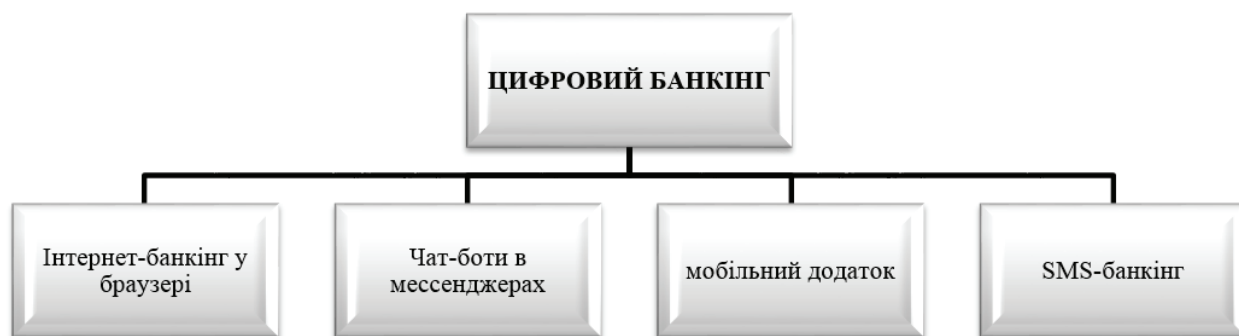 ЦИФРОВИЙ БАНКІНГ
Інтернет-банкінг у
браузері
Чат-боти в
мессенджерах
мобільний додаток
SMS-банкінг